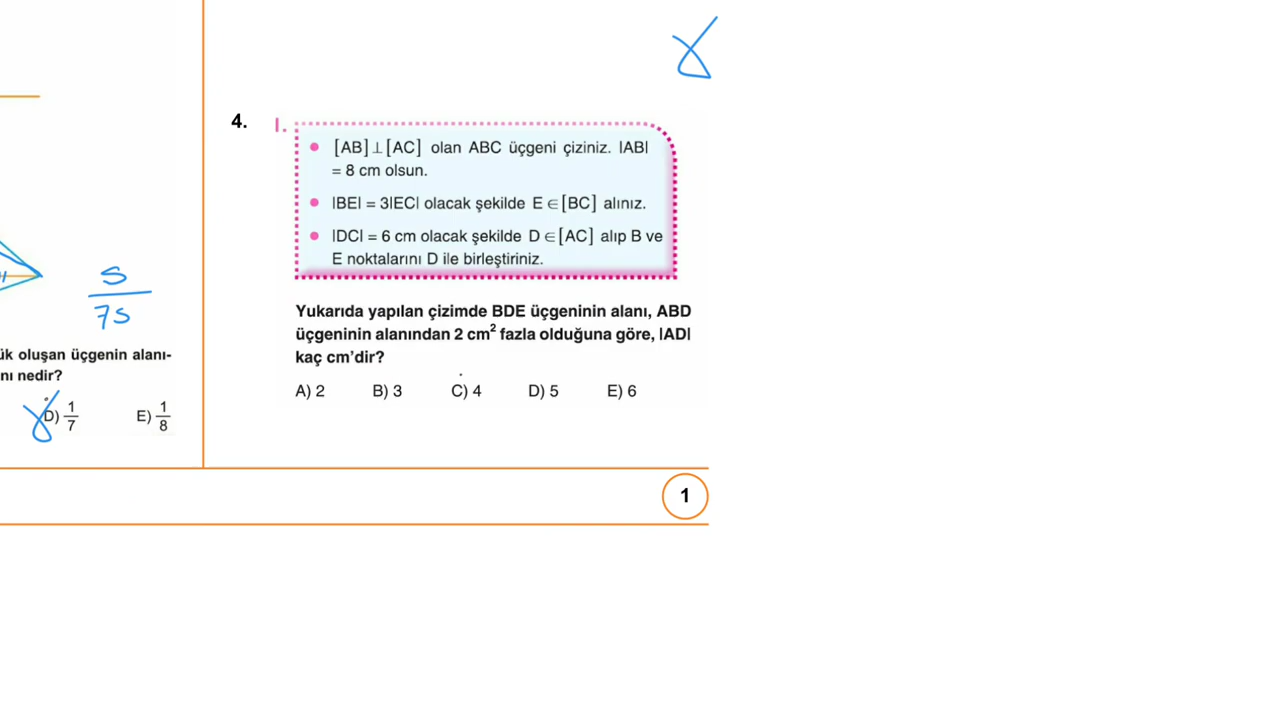 4.
I.
• [AB]⊥[AC] olan ABC üçgeni çiziniz. |AB|
= 8 cm olsun.
• |BE| = 3|EC| olacak şekilde E∈[BC] alınız.
• |DC| = 6 cm olacak şekilde D∈[AC] alıp B ve
E noktalarını D ile birleştiriniz.
Yukarıda yapılan çizimde BDE üçgeninin alanı, ABD
üçgeninin alanından 2 cm² fazla olduğuna göre, |AD|
kaç cm'dir?
A) 2 B) 3 C) 4 D) 5 E) 6
S
7S
ük oluşan üçgenin alanı-
nı nedir?
D) 1/7 E) 1/8
1